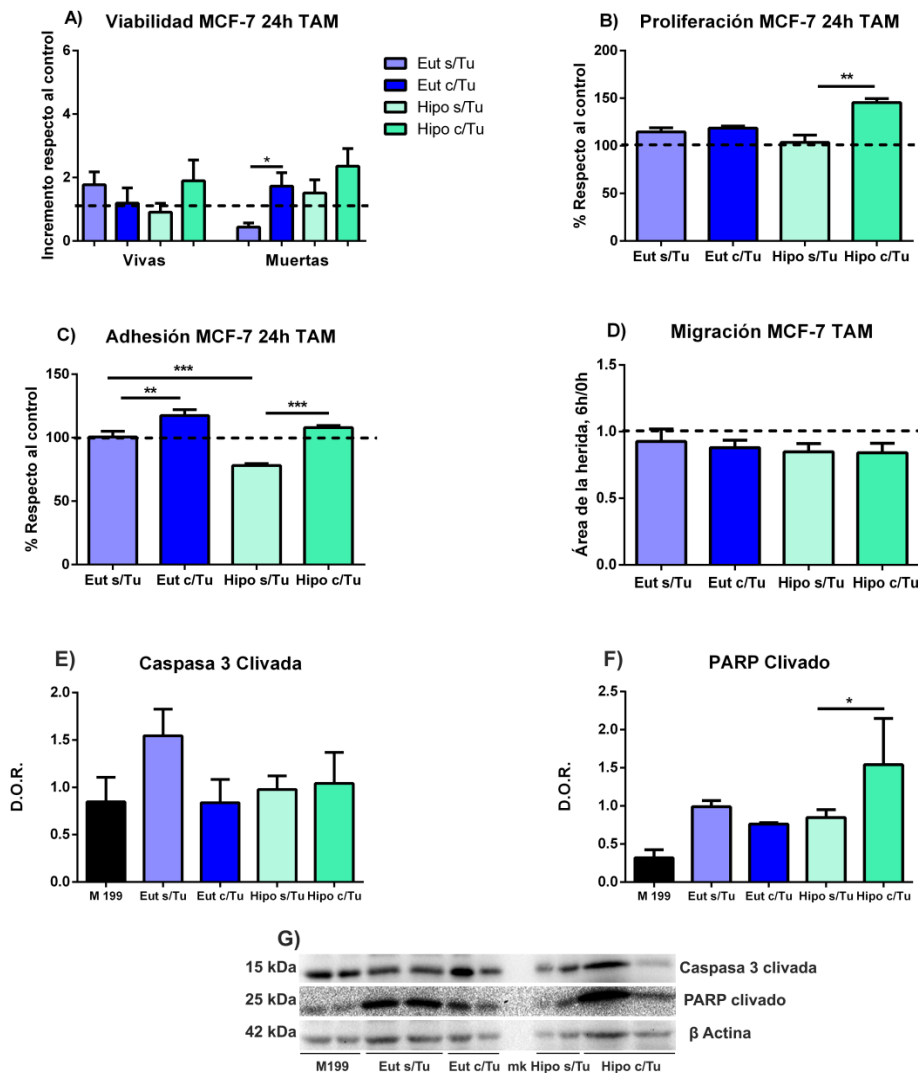 A) Viabilidad MCF-7 24h TAM
Incremento respecto al control
6
4
2
0
*
Vivas Muertas
Eut s/Tu
Eut c/Tu
Hipo s/Tu
Hipo c/Tu
B) Proliferación MCF-7 24h TAM
% Respecto al control
200
150
100
50
0
**
Eut s/Tu Eut c/Tu Hipo s/Tu Hipo c/Tu
C) Adhesión MCF-7 24h TAM
% Respecto al control
150
100
50
0
***
** ***
Eut s/Tu Eut c/Tu Hipo s/Tu Hipo c/Tu
D) Migración MCF-7 TAM
Área de la herida, 6h/0h
1.5
1.0
0.5
0.0
Eut s/Tu Eut c/Tu Hipo s/Tu Hipo c/Tu
E) Caspasa 3 Clivada
D.O.R.
2.0
1.5
1.0
0.5
0.0
M 199 Eut s/Tu Eut c/Tu Hipo s/Tu Hipo c/Tu
F) PARP Clivado
D.O.R.
2.5
2.0
1.5
1.0
0.5
0.0
*
M 199 Eut s/Tu Eut c/Tu Hipo s/Tu Hipo c/Tu
G)
15 kDa Caspasa 3 clivada
25 kDa PARP clivado
42 kDa β Actina
M199 Eut s/Tu Eut c/Tu mk Hipo s/Tu Hipo c/Tu